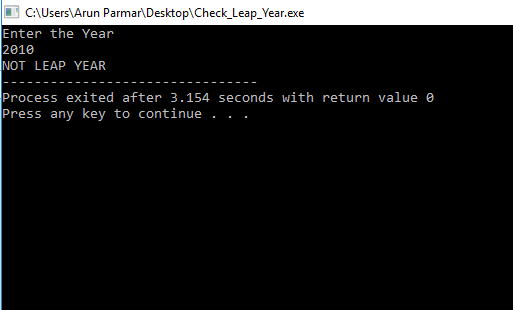 C:\Users\Arun Parmar\Desktop\Check_Leap_Year.exe
Enter the Year
2010
NOT LEAP YEAR
--------------------------------
Process exited after 3.154 seconds with return value 0
Press any key to continue . . .